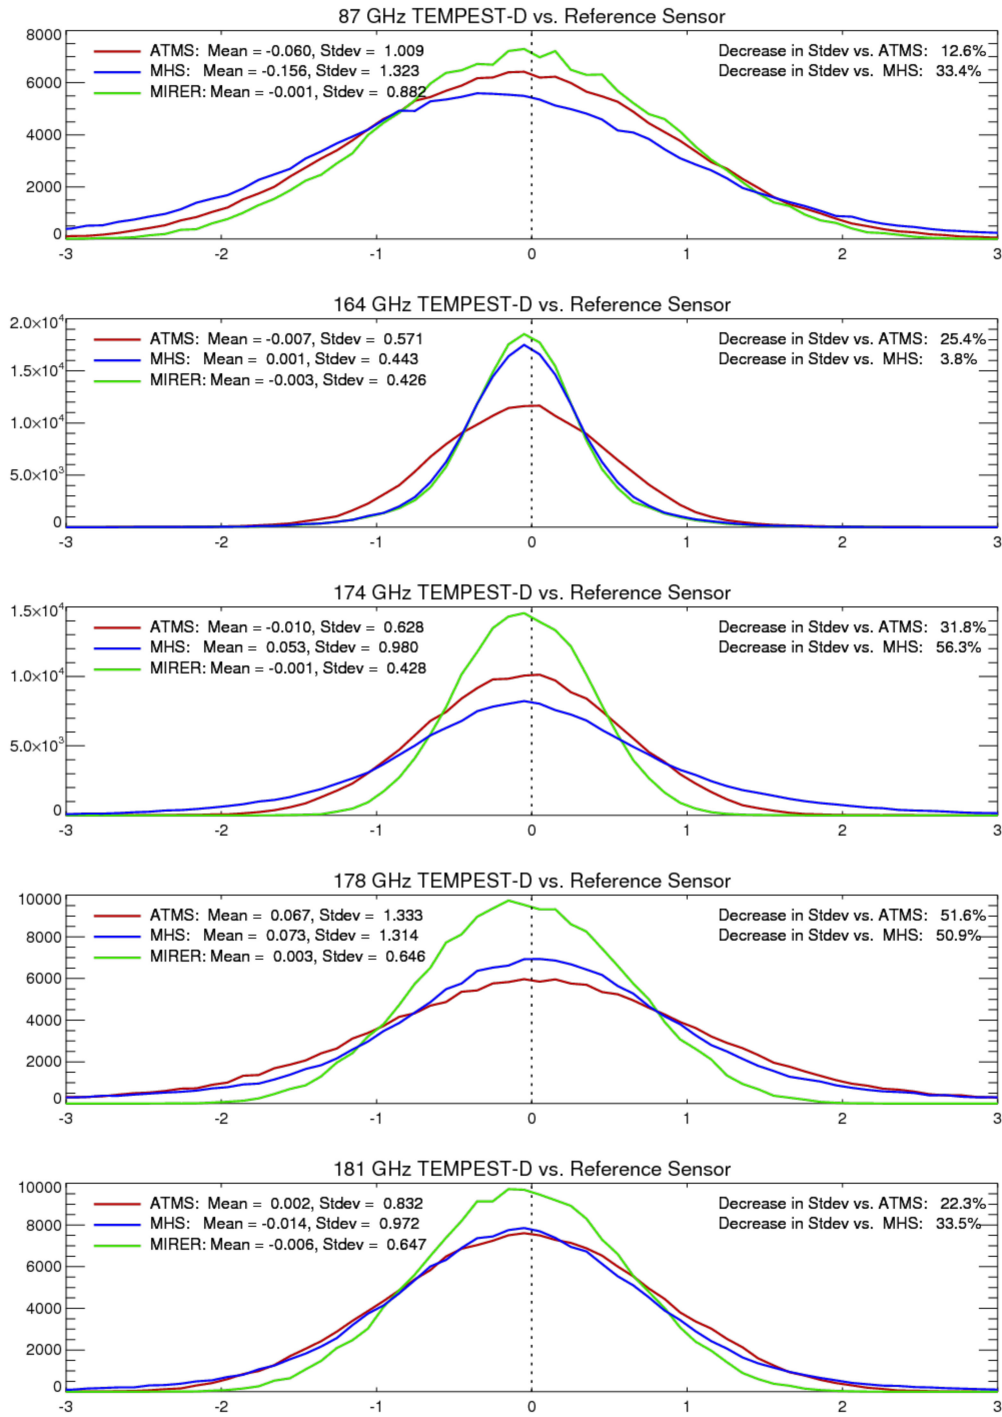 87 GHz TEMPEST-D vs. Reference Sensor
8000
ATMS: Mean = -0.060, Stdev = 1.009
Decrease in Stdev vs. ATMS: 12.6%
MHS: Mean = -0.156, Stdev = 1.323
Decrease in Stdev vs. MHS: 33.4%
6000
MIRER: Mean = -0.001, Stdev = 0.882
4000
2000
0
-3 -2 -1 0 1 2 3
164 GHz TEMPEST-D vs. Reference Sensor
2.0×10⁴
ATMS: Mean = -0.007, Stdev = 0.571
Decrease in Stdev vs. ATMS: 25.4%
MHS: Mean = 0.001, Stdev = 0.443
Decrease in Stdev vs. MHS: 3.8%
1.5×10⁴
MIRER: Mean = -0.003, Stdev = 0.426
1.0×10⁴
5.0×10³
0
-3 -2 -1 0 1 2 3
174 GHz TEMPEST-D vs. Reference Sensor
1.5×10⁴
ATMS: Mean = -0.010, Stdev = 0.628
Decrease in Stdev vs. ATMS: 31.8%
MHS: Mean = 0.053, Stdev = 0.980
Decrease in Stdev vs. MHS: 56.3%
MIRER: Mean = -0.001, Stdev = 0.428
1.0×10⁴
5.0×10³
0
-3 -2 -1 0 1 2 3
178 GHz TEMPEST-D vs. Reference Sensor
10000
ATMS: Mean = 0.067, Stdev = 1.333
Decrease in Stdev vs. ATMS: 51.6%
MHS: Mean = 0.073, Stdev = 1.314
Decrease in Stdev vs. MHS: 50.9%
8000
MIRER: Mean = 0.003, Stdev = 0.646
6000
4000
2000
0
-3 -2 -1 0 1 2 3
181 GHz TEMPEST-D vs. Reference Sensor
10000
ATMS: Mean = 0.002, Stdev = 0.832
Decrease in Stdev vs. ATMS: 22.3%
MHS: Mean = -0.014, Stdev = 0.972
Decrease in Stdev vs. MHS: 33.5%
8000
MIRER: Mean = -0.006, Stdev = 0.647
6000
4000
2000
0
-3 -2 -1 0 1 2 3